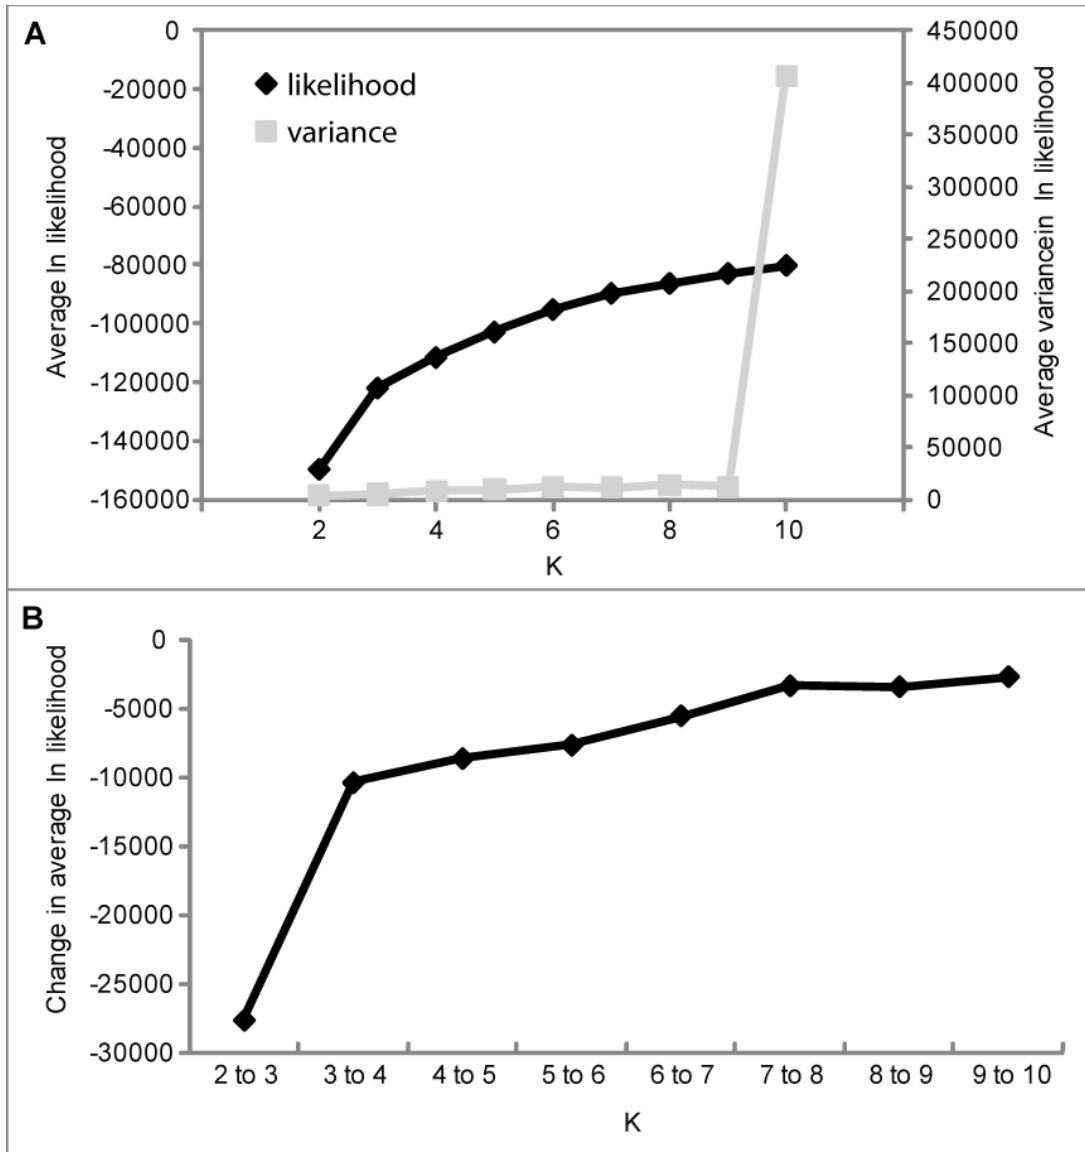 A
0
-20000
-40000
-60000
-80000
-100000
-120000
-140000
-160000
Average ln likelihood
likelihood
variance
450000
400000
350000
300000
250000
200000
150000
100000
50000
0
Average variancein ln likelihood
2 4 6 8 10
K
B
0
-5000
-10000
-15000
-20000
-25000
-30000
Change in average ln likelihood
2 to 3 3 to 4 4 to 5 5 to 6 6 to 7 7 to 8 8 to 9 9 to 10
K